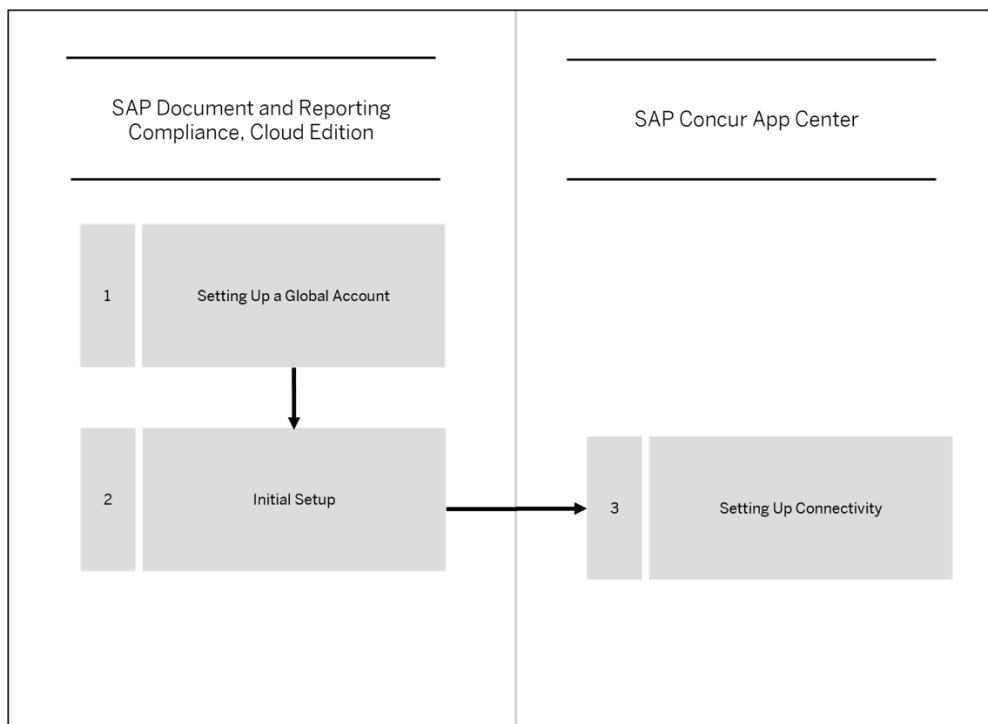 SAP Document and Reporting
Compliance, Cloud Edition
SAP Concur App Center
1
Setting Up a Global Account
2
Initial Setup
3
Setting Up Connectivity